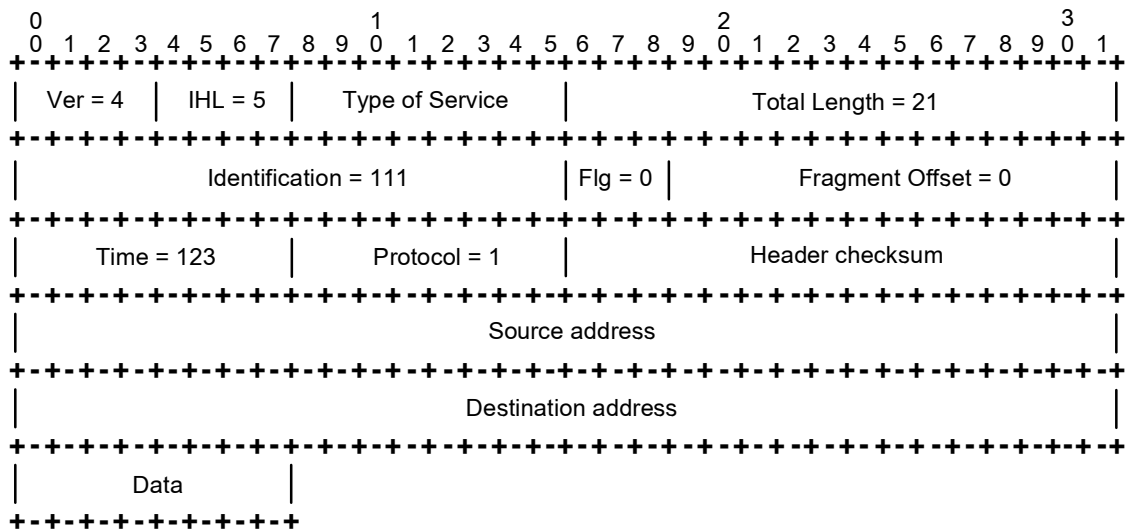 0 1 2 3
0 1 2 3 4 5 6 7 8 9 0 1 2 3 4 5 6 7 8 9 0 1 2 3 4 5 6 7 8 9 0 1
+-+-+-+-+-+-+-+-+-+-+-+-+-+-+-+-+-+-+-+-+-+-+-+-+-+-+-+-+-+-+-+-+
| Ver = 4 | IHL = 5 | Type of Service | Total Length = 21 |
+-+-+-+-+-+-+-+-+-+-+-+-+-+-+-+-+-+-+-+-+-+-+-+-+-+-+-+-+-+-+-+-+
| Identification = 111 | Flg = 0 | Fragment Offset = 0 |
+-+-+-+-+-+-+-+-+-+-+-+-+-+-+-+-+-+-+-+-+-+-+-+-+-+-+-+-+-+-+-+-+
| Time = 123 | Protocol = 1 | Header checksum |
+-+-+-+-+-+-+-+-+-+-+-+-+-+-+-+-+-+-+-+-+-+-+-+-+-+-+-+-+-+-+-+-+
| Source address |
+-+-+-+-+-+-+-+-+-+-+-+-+-+-+-+-+-+-+-+-+-+-+-+-+-+-+-+-+-+-+-+-+
| Destination address |
+-+-+-+-+-+-+-+-+-+-+-+-+-+-+-+-+-+-+-+-+-+-+-+-+-+-+-+-+-+-+-+-+
| Data |
+-+-+-+-+-+-+-+-+